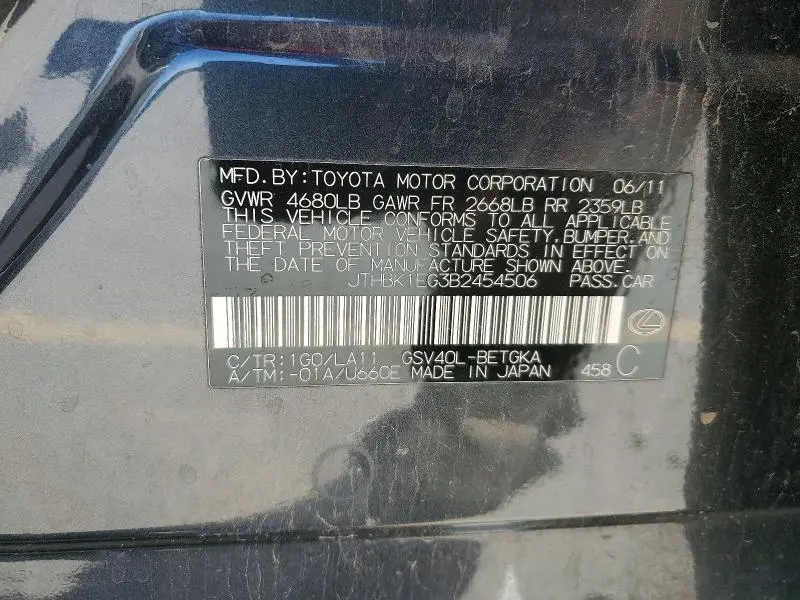 MFD. BY: TOYOTA MOTOR CORPORATION 06/11
GVWR 4680LB GAWR FR 2668LB RR 2359LB
THIS VEHICLE CONFORMS TO ALL APPLICABLE
FEDERAL MOTOR VEHICLE SAFETY, BUMPER, AND
THEFT PREVENTION STANDARDS IN EFFECT ON
THE DATE OF MANUFACTURE SHOWN ABOVE.
JTHBK1EG3B2454506 PASS.CAR
C/TR:1G0/LA11 GSV40L-BETGKA
A/TM:-01A/U660E MADE IN JAPAN 458 C